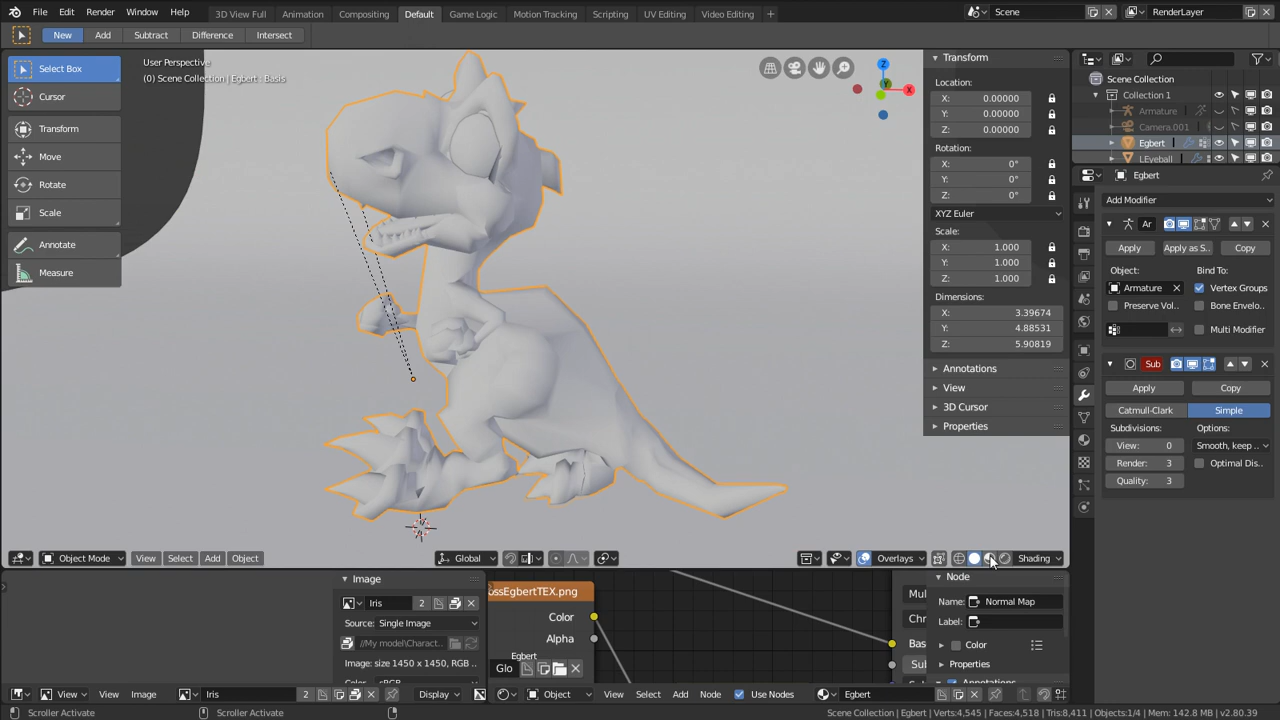 File Edit Render Window Help 3D View Full Animation Compositing Default Game Logic Motion Tracking Scripting UV Editing Video Editing Scene RenderLayer
New Add Subtract Difference Intersect
Select Box
Cursor
Transform
Move
Rotate
Scale
Annotate
Measure
User Perspective
(0) Scene Collection | Egbert : Basis
Z
Y
X
Transform
Location:
X: 0.00000
Y: 0.00000
Z: 0.00000
Rotation:
X: 0°
Y: 0°
Z: 0°
XYZ Euler
Scale:
X: 1.000
Y: 1.000
Z: 1.000
Dimensions:
X: 3.39674
Y: 4.88531
Z: 5.90819
Annotations
View
3D Cursor
Properties
Scene Collection
Collection 1
Armature
Camera.001
Egbert
LEyeball
Egbert
Add Modifier
Ar
Apply Apply as S.. Copy
Object: Bind To:
Armature Vertex Groups
Preserve Vol.. Bone Envelo..
Multi Modifier
Sub
Apply Copy
Catmull-Clark Simple
Subdivisions: Options:
View: 0 Smooth, keep ..
Render: 3 Optimal Dis..
Quality: 3
Object Mode View Select Add Object Global Overlays Shading
Image
Iris 2
Source: Single Image
//My model\Charact..
Image: size 1450 x 1450, RGB ..
View View Image Iris 2 Display
ossEgbertTEX.png
Color
Alpha
Egbert
Glo
Mul
Chr
Bas
Sub
Node
Name: Normal Map
Label:
Color
Properties
Object View Select Add Node Use Nodes Egbert
Scroller Activate Scroller Activate Scene Collection | Egbert | Verts:4,545 | Faces:4,518 | Tris:8,411 | Objects:1/4 | Mem: 142.8 MB | v2.80.39